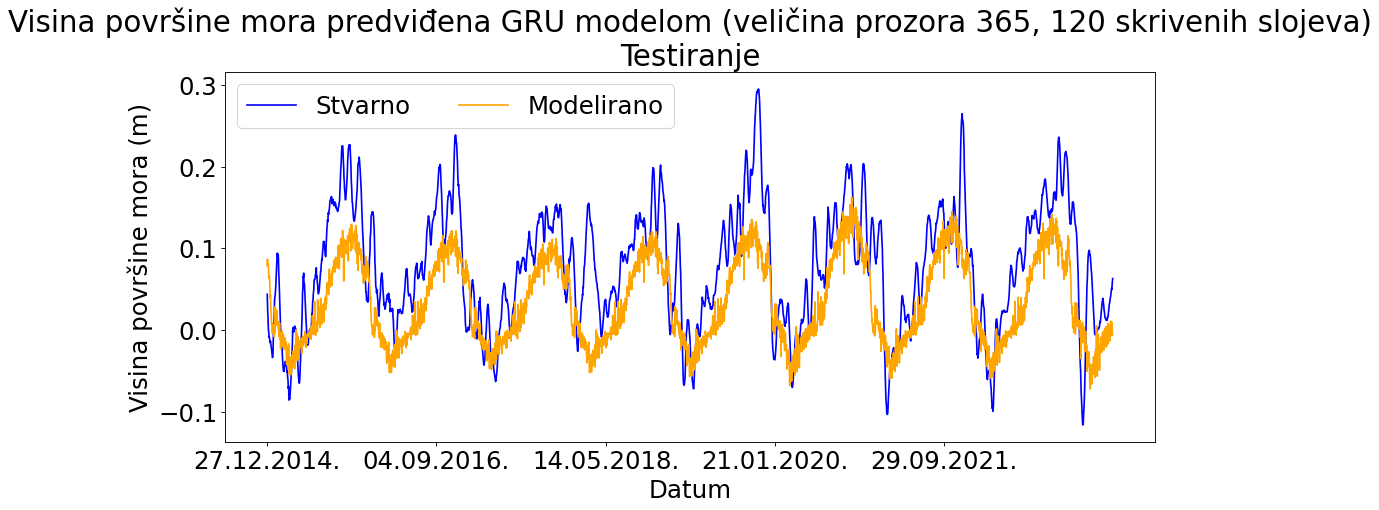 Visina površine mora predviđena GRU modelom (veličina prozora 365, 120 skrivenih slojeva)
Testiranje
Stvarno
Modelirano
Visina površine mora (m)
0.3
0.2
0.1
0.0
−0.1
27.12.2014.
04.09.2016.
14.05.2018.
21.01.2020.
29.09.2021.
Datum